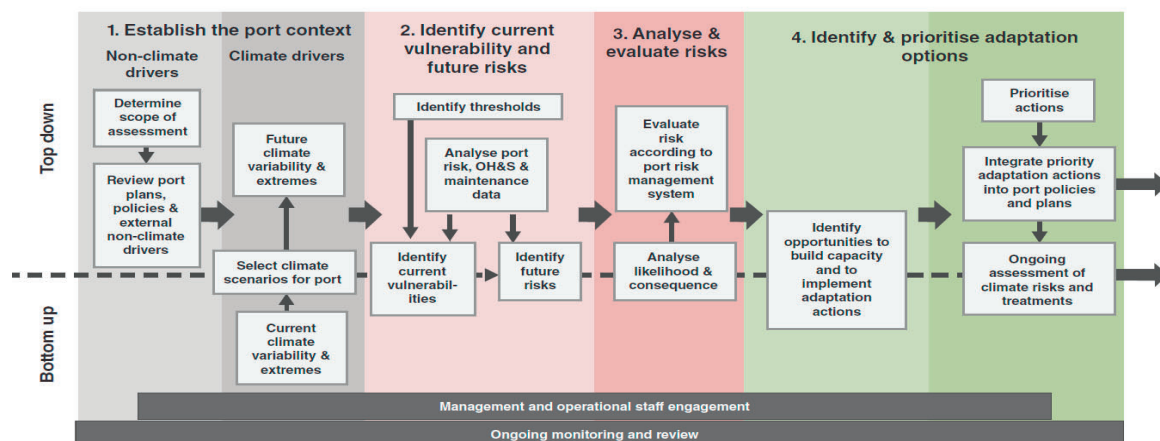 1. Establish the port context
Non-climate
drivers
Climate drivers
2. Identify current
vulnerability and
future risks
3. Analyse &
evaluate risks
4. Identify & prioritise adaptation
options
Top down
Bottom up
Determine
scope of
assessment
Review port
plans,
policies &
external
non-climate
drivers
Future
climate
variability &
extremes
Select climate
scenarios for port
Current
climate
variability &
extremes
Identify thresholds
Analyse port
risk, OH&S &
maintenance
data
Identify
current
vulnerabil-
ities
Identify
future
risks
Evaluate
risk
according to
port risk
management
system
Analyse
likelihood &
consequence
Identify
opportunities to
build capacity
and to
implement
adaptation
actions
Prioritise
actions
Integrate priority
adaptation actions
into port policies
and plans
Ongoing
assessment of
climate risks and
treatments
Management and operational staff engagement
Ongoing monitoring and review